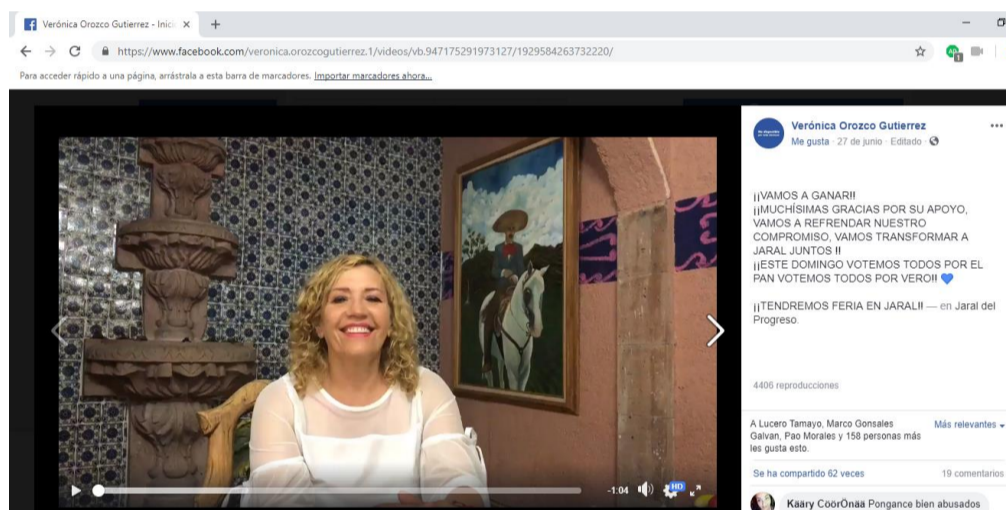 Verónica Orozco Gutierrez - Inici
https://www.facebook.com/veronica.orozcogutierrez.1/videos/vb.947175291973127/1929584263732220/
Para acceder rápido a una página, arrástrala a esta barra de marcadores. Importar marcadores ahora...
Verónica Orozco Gutierrez
Me gusta · 27 de junio · Editado ·
¡¡VAMOS A GANAR!!
¡¡MUCHÍSIMAS GRACIAS POR SU APOYO,
VAMOS A REFRENDAR NUESTRO
COMPROMISO, VAMOS TRANSFORMAR A
JARAL JUNTOS !!
¡¡ESTE DOMINGO VOTEMOS TODOS POR EL
PAN VOTEMOS TODOS POR VERO!! 💙
¡¡TENDREMOS FERIA EN JARAL!! — en Jaral del
Progreso.
4406 reproducciones
A Lucero Tamayo, Marco Gonsales
Galvan, Pao Morales y 158 personas más
les gusta esto.
Más relevantes
Se ha compartido 62 veces
19 comentarios
Kääry CöörÖnää Pongance bien abusados
-1:04
HD